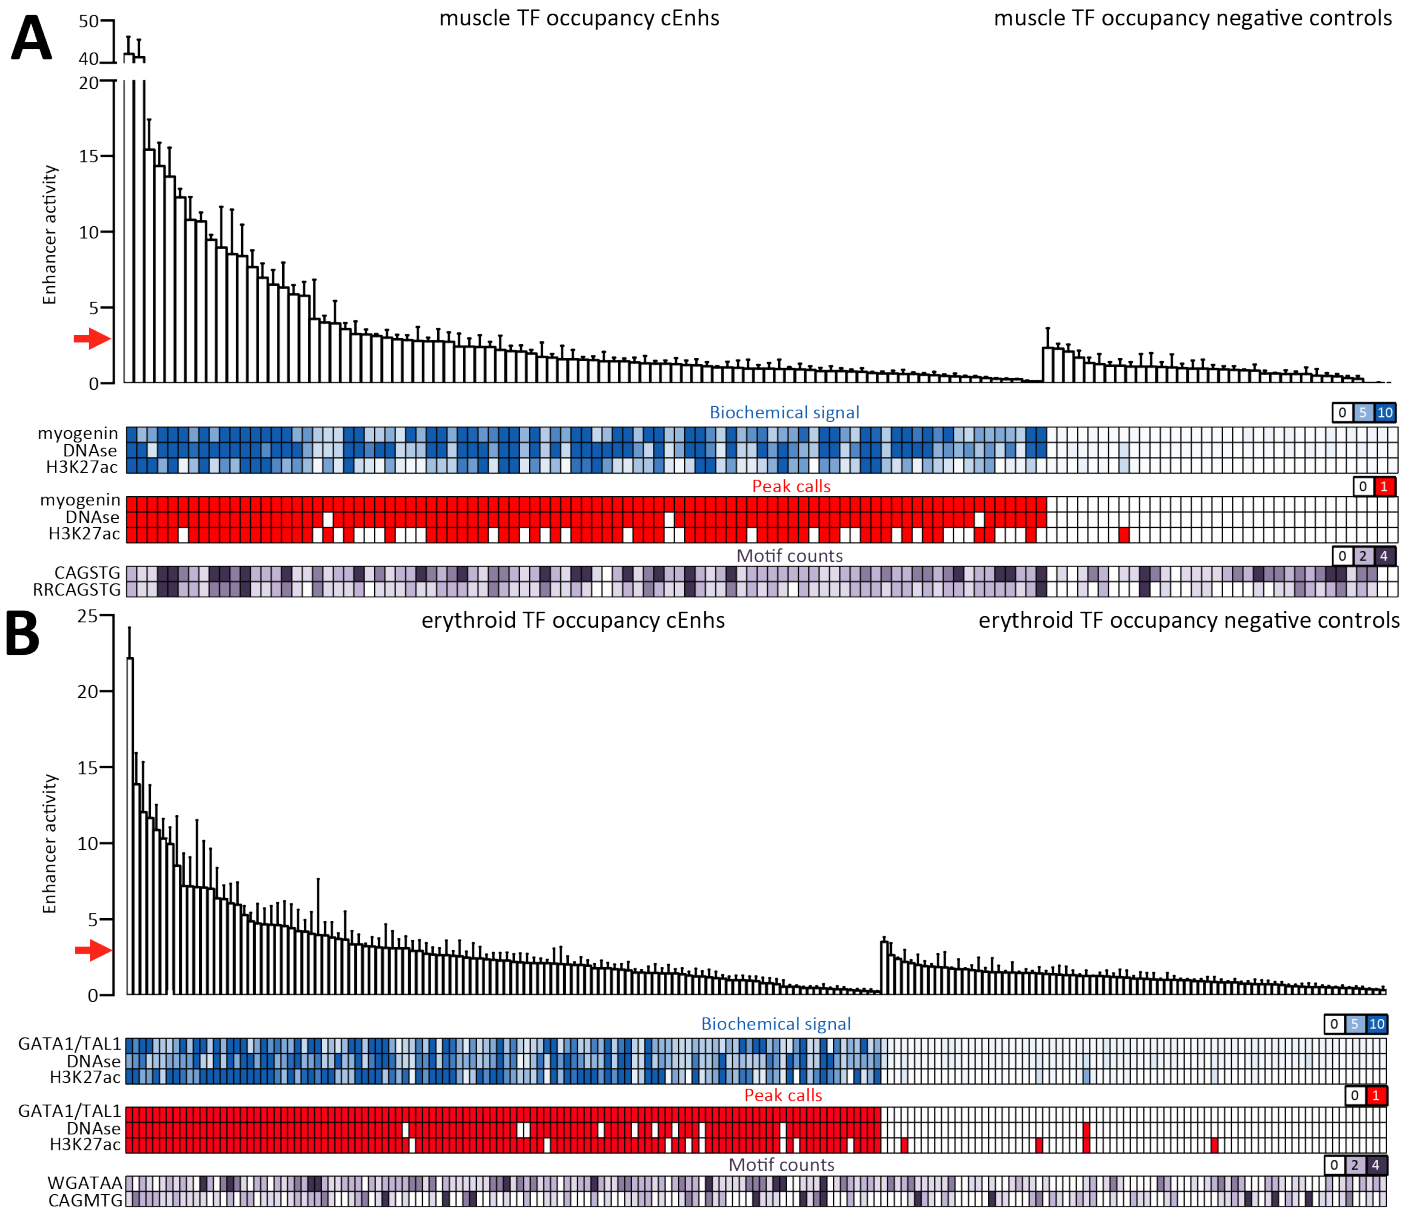 A
muscle TF occupancy cEnhs
muscle TF occupancy negative controls
50
40
20
15
10
5
0
Enhancer activity
Biochemical signal
0 5 10
myogenin
DNAse
H3K27ac
Peak calls
0 1
myogenin
DNAse
H3K27ac
Motif counts
0 2 4
CAGSTG
RRCAGSTG
B
erythroid TF occupancy cEnhs
erythroid TF occupancy negative controls
25
20
15
10
5
0
Enhancer activity
Biochemical signal
0 5 10
GATA1/TAL1
DNAse
H3K27ac
Peak calls
0 1
GATA1/TAL1
DNAse
H3K27ac
Motif counts
0 2 4
WGATAA
CAGMTG